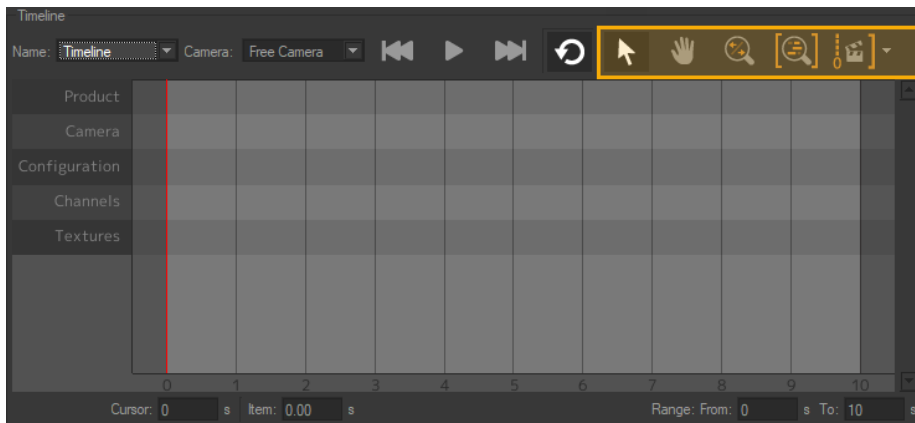 Timeline
Name: Timeline Camera: Free Camera
Product
Camera
Configuration
Channels
Textures
0 1 2 3 4 5 6 7 8 9 10
Cursor: 0 s Item: 0.00 s Range: From: 0 s To: 10 s